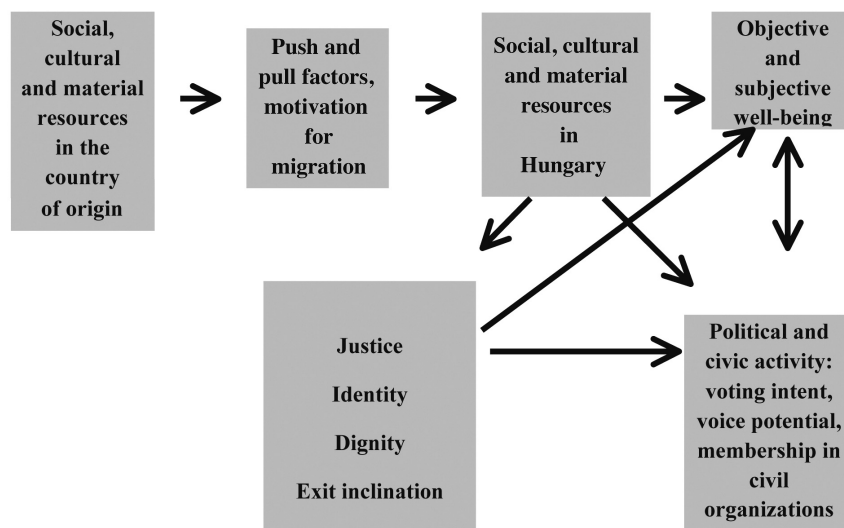 Social,
cultural
and material
resources
in the
country
of origin
Push and
pull factors,
motivation
for
migration
Social, cultural
and material
resources
in
Hungary
Objective
and
subjective
well-being
Justice
Identity
Dignity
Exit inclination
Political and
civic activity:
voting intent,
voice potential,
membership in
civil
organizations